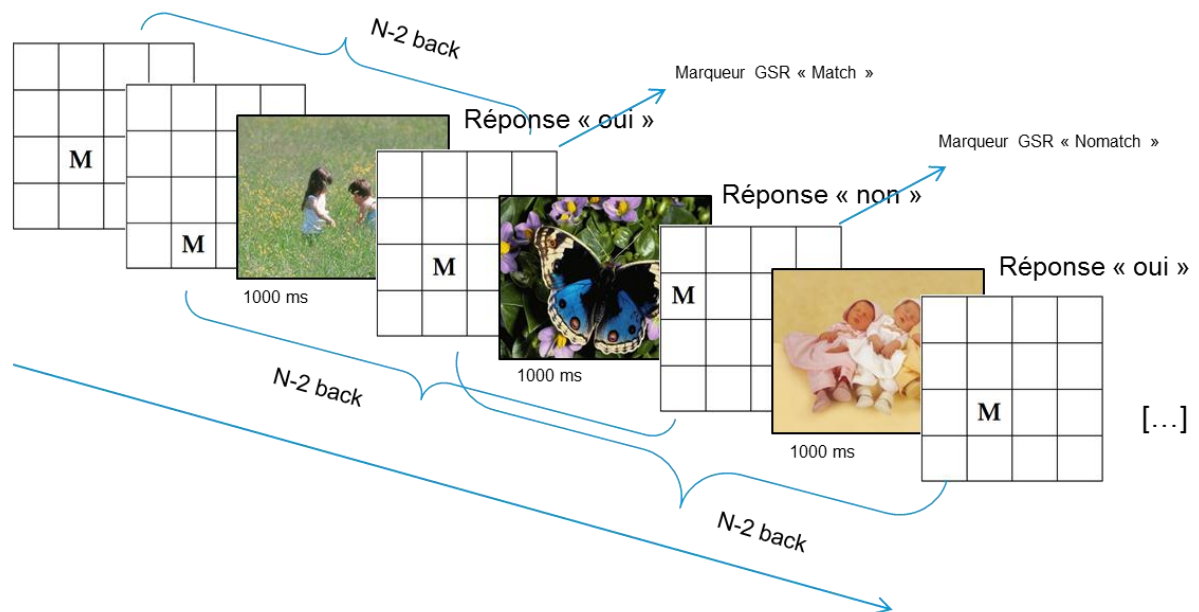 N-2 back
Marqueur GSR « Match »
Réponse « oui »
M
M
M
Marqueur GSR « Nomatch »
Réponse « non »
M
Réponse « oui »
M
1000 ms
1000 ms
1000 ms
N-2 back
N-2 back
[...]